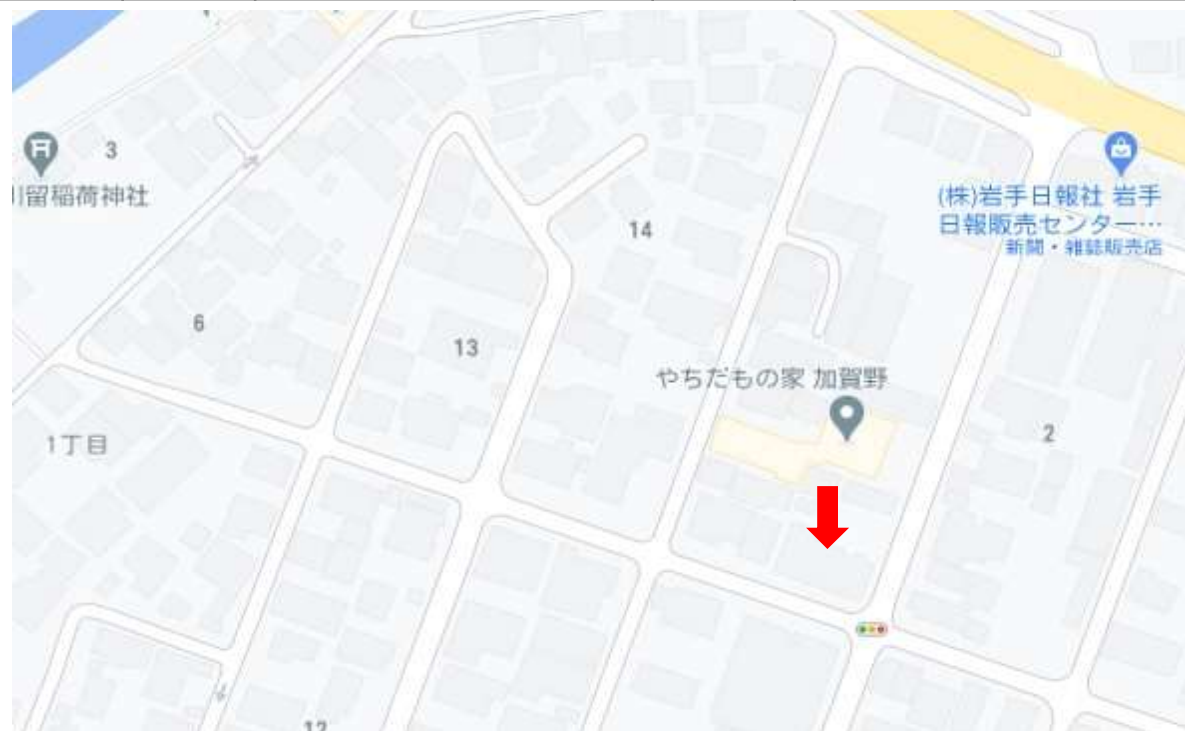 3
川留稲荷神社
(株)岩手日報社 岩手
日報販売センター…
新聞・雑誌販売店
14
6
13
やちだもの家 加賀野
1丁目
2
12